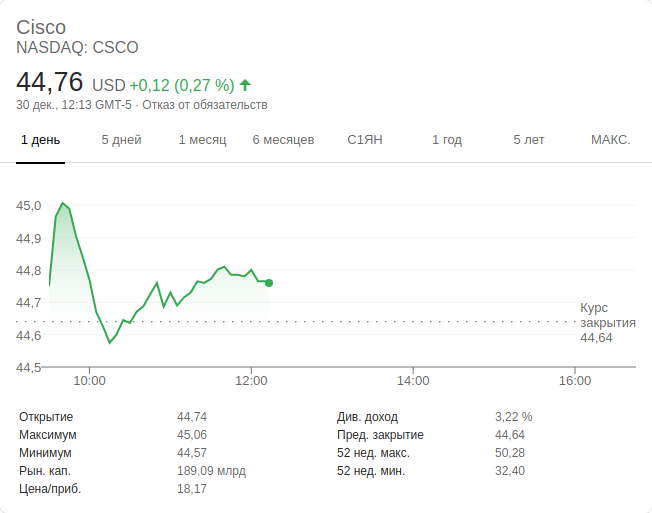 Cisco
NASDAQ: CSCO
44,76 USD +0,12 (0,27 %)
30 дек., 12:13 GMT-5 · Отказ от обязательств
1 день 5 дней 1 месяц 6 месяцев С1ЯН 1 год 5 лет МАКС.
45,0
44,9
44,8
44,7
44,6
44,5
Курс
закрытия
44,64
10:00 12:00 14:00 16:00
Открытие 44,74
Максимум 45,06
Минимум 44,57
Рын. кап. 189,09 млрд
Цена/приб. 18,17
Див. доход 3,22 %
Пред. закрытие 44,64
52 нед. макс. 50,28
52 нед. мин. 32,40